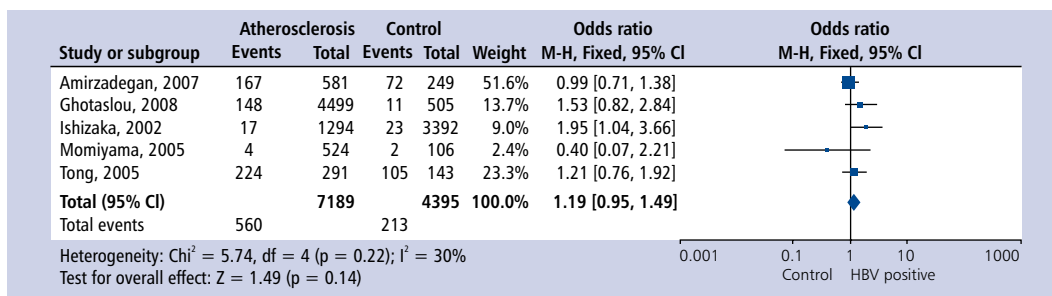 Atherosclerosis Control Odds ratio Odds ratio
Study or subgroup Events Total Events Total Weight M-H, Fixed, 95% Cl M-H, Fixed, 95% Cl
Amirzadegan, 2007 167 581 72 249 51.6% 0.99 [0.71, 1.38]
Ghotaslou, 2008 148 4499 11 505 13.7% 1.53 [0.82, 2.84]
Ishizaka, 2002 17 1294 23 3392 9.0% 1.95 [1.04, 3.66]
Momiyama, 2005 4 524 2 106 2.4% 0.40 [0.07, 2.21]
Tong, 2005 224 291 105 143 23.3% 1.21 [0.76, 1.92]
Total (95% Cl) 7189 4395 100.0% 1.19 [0.95, 1.49]
Total events 560 213
Heterogeneity: Chi² = 5.74, df = 4 (p = 0.22); I² = 30%
Test for overall effect: Z = 1.49 (p = 0.14)
0.001 0.1 1 10 1000
Control HBV positive